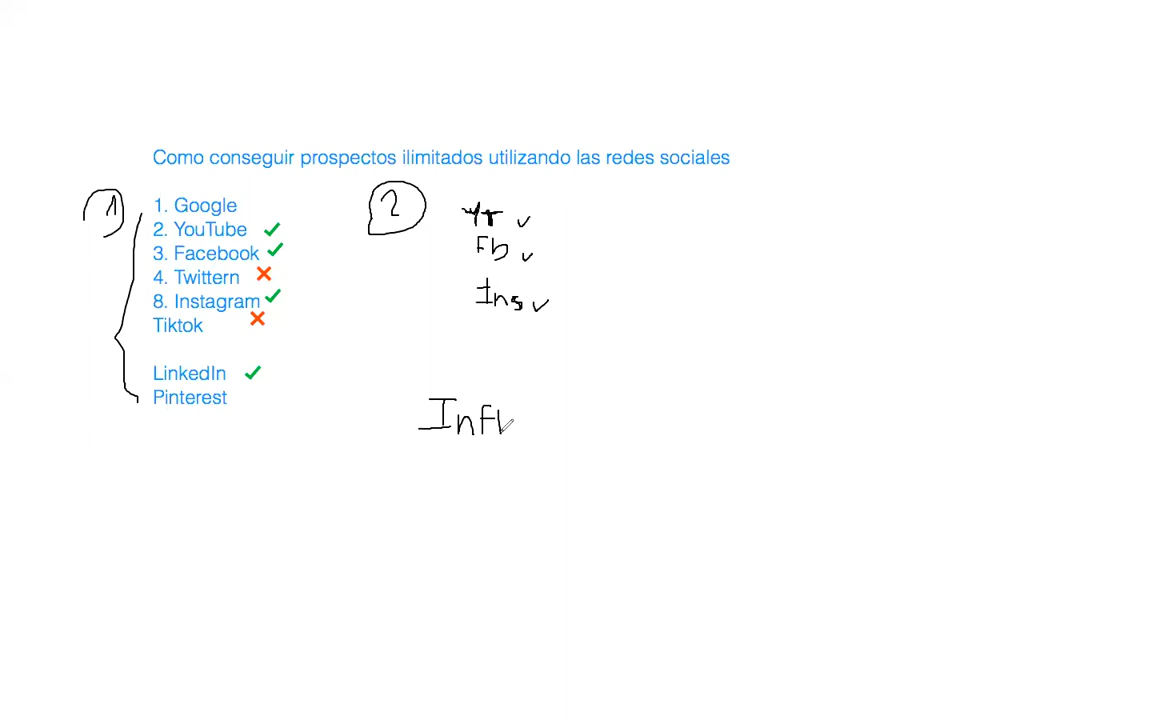 Como conseguir prospectos ilimitados utilizando las redes sociales
1
1. Google
2. YouTube
3. Facebook
4. Twittern
8. Instagram
Tiktok
LinkedIn
Pinterest
2
YT
Fb
Ins
Infl